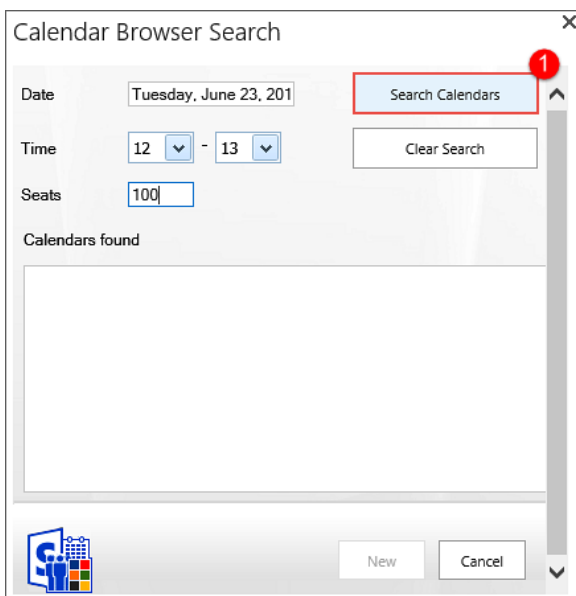 Calendar Browser Search
1
Date Tuesday, June 23, 201 Search Calendars
Time 12 - 13 Clear Search
Seats 100
Calendars found
New Cancel